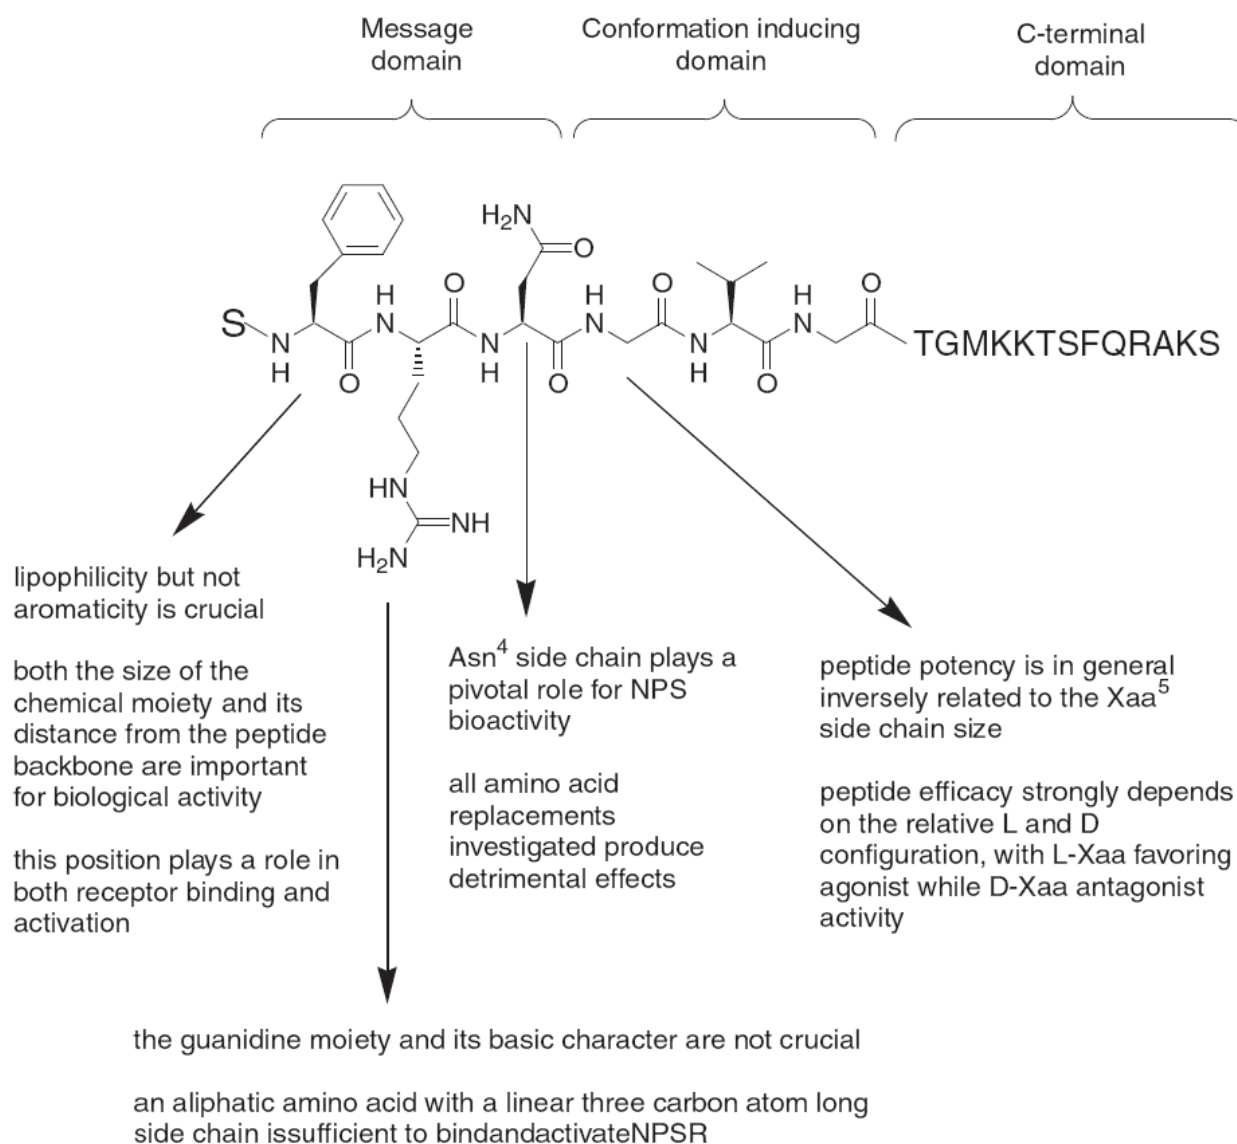 Message
domain
Conformation inducing
domain
C-terminal
domain
H₂N
O
H
N
O
H
N
O
H
N
O
S
N
H
O
N
H
O
N
H
O
TGMKKTSFQRAKS
HN
NH
H₂N
lipophilicity but not
aromaticity is crucial
both the size of the
chemical moiety and its
distance from the peptide
backbone are important
for biological activity
this position plays a role in
both receptor binding and
activation
Asn⁴ side chain plays a
pivotal role for NPS
bioactivity
all amino acid
replacements
investigated produce
detrimental effects
peptide potency is in general
inversely related to the Xaa⁵
side chain size
peptide efficacy strongly depends
on the relative L and D
configuration, with L-Xaa favoring
agonist while D-Xaa antagonist
activity
the guanidine moiety and its basic character are not crucial
an aliphatic amino acid with a linear three carbon atom long
side chain issufficient to bindandactivateNPSR